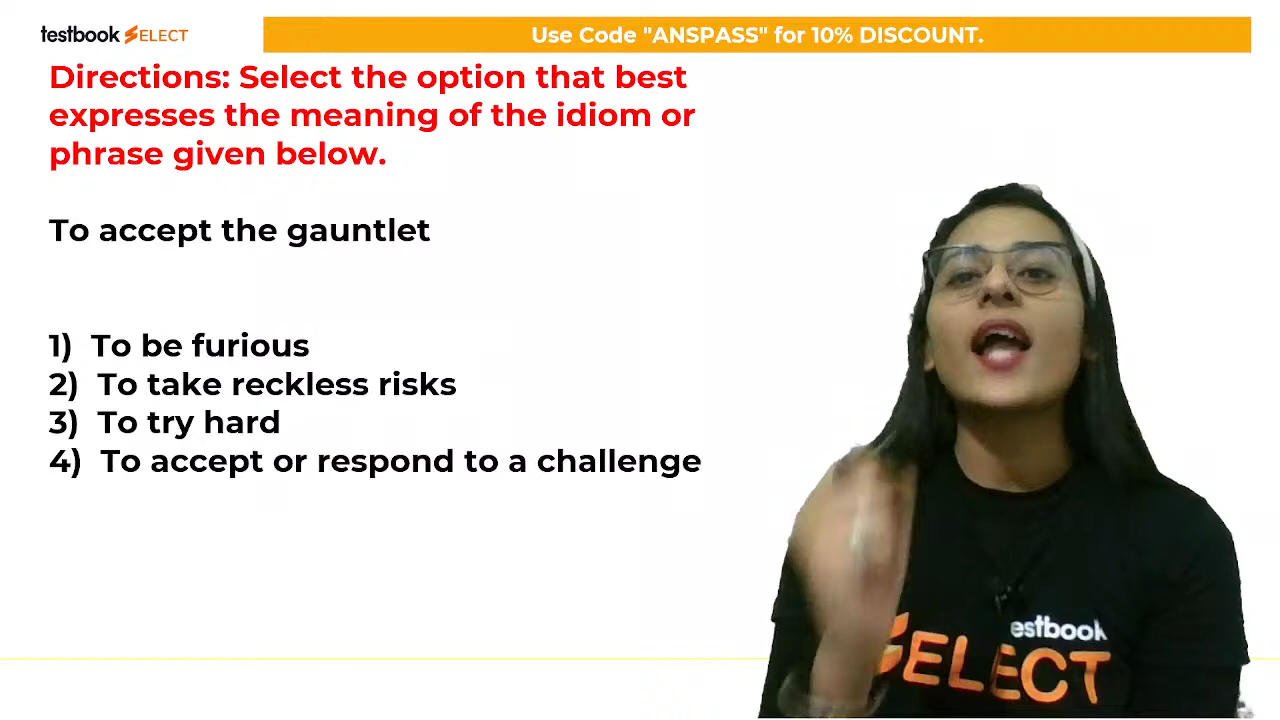 testbook SELECT
Use Code "ANSPASS" for 10% DISCOUNT.
Directions: Select the option that best
expresses the meaning of the idiom or
phrase given below.
To accept the gauntlet
1) To be furious
2) To take reckless risks
3) To try hard
4) To accept or respond to a challenge
estbook
SELECT